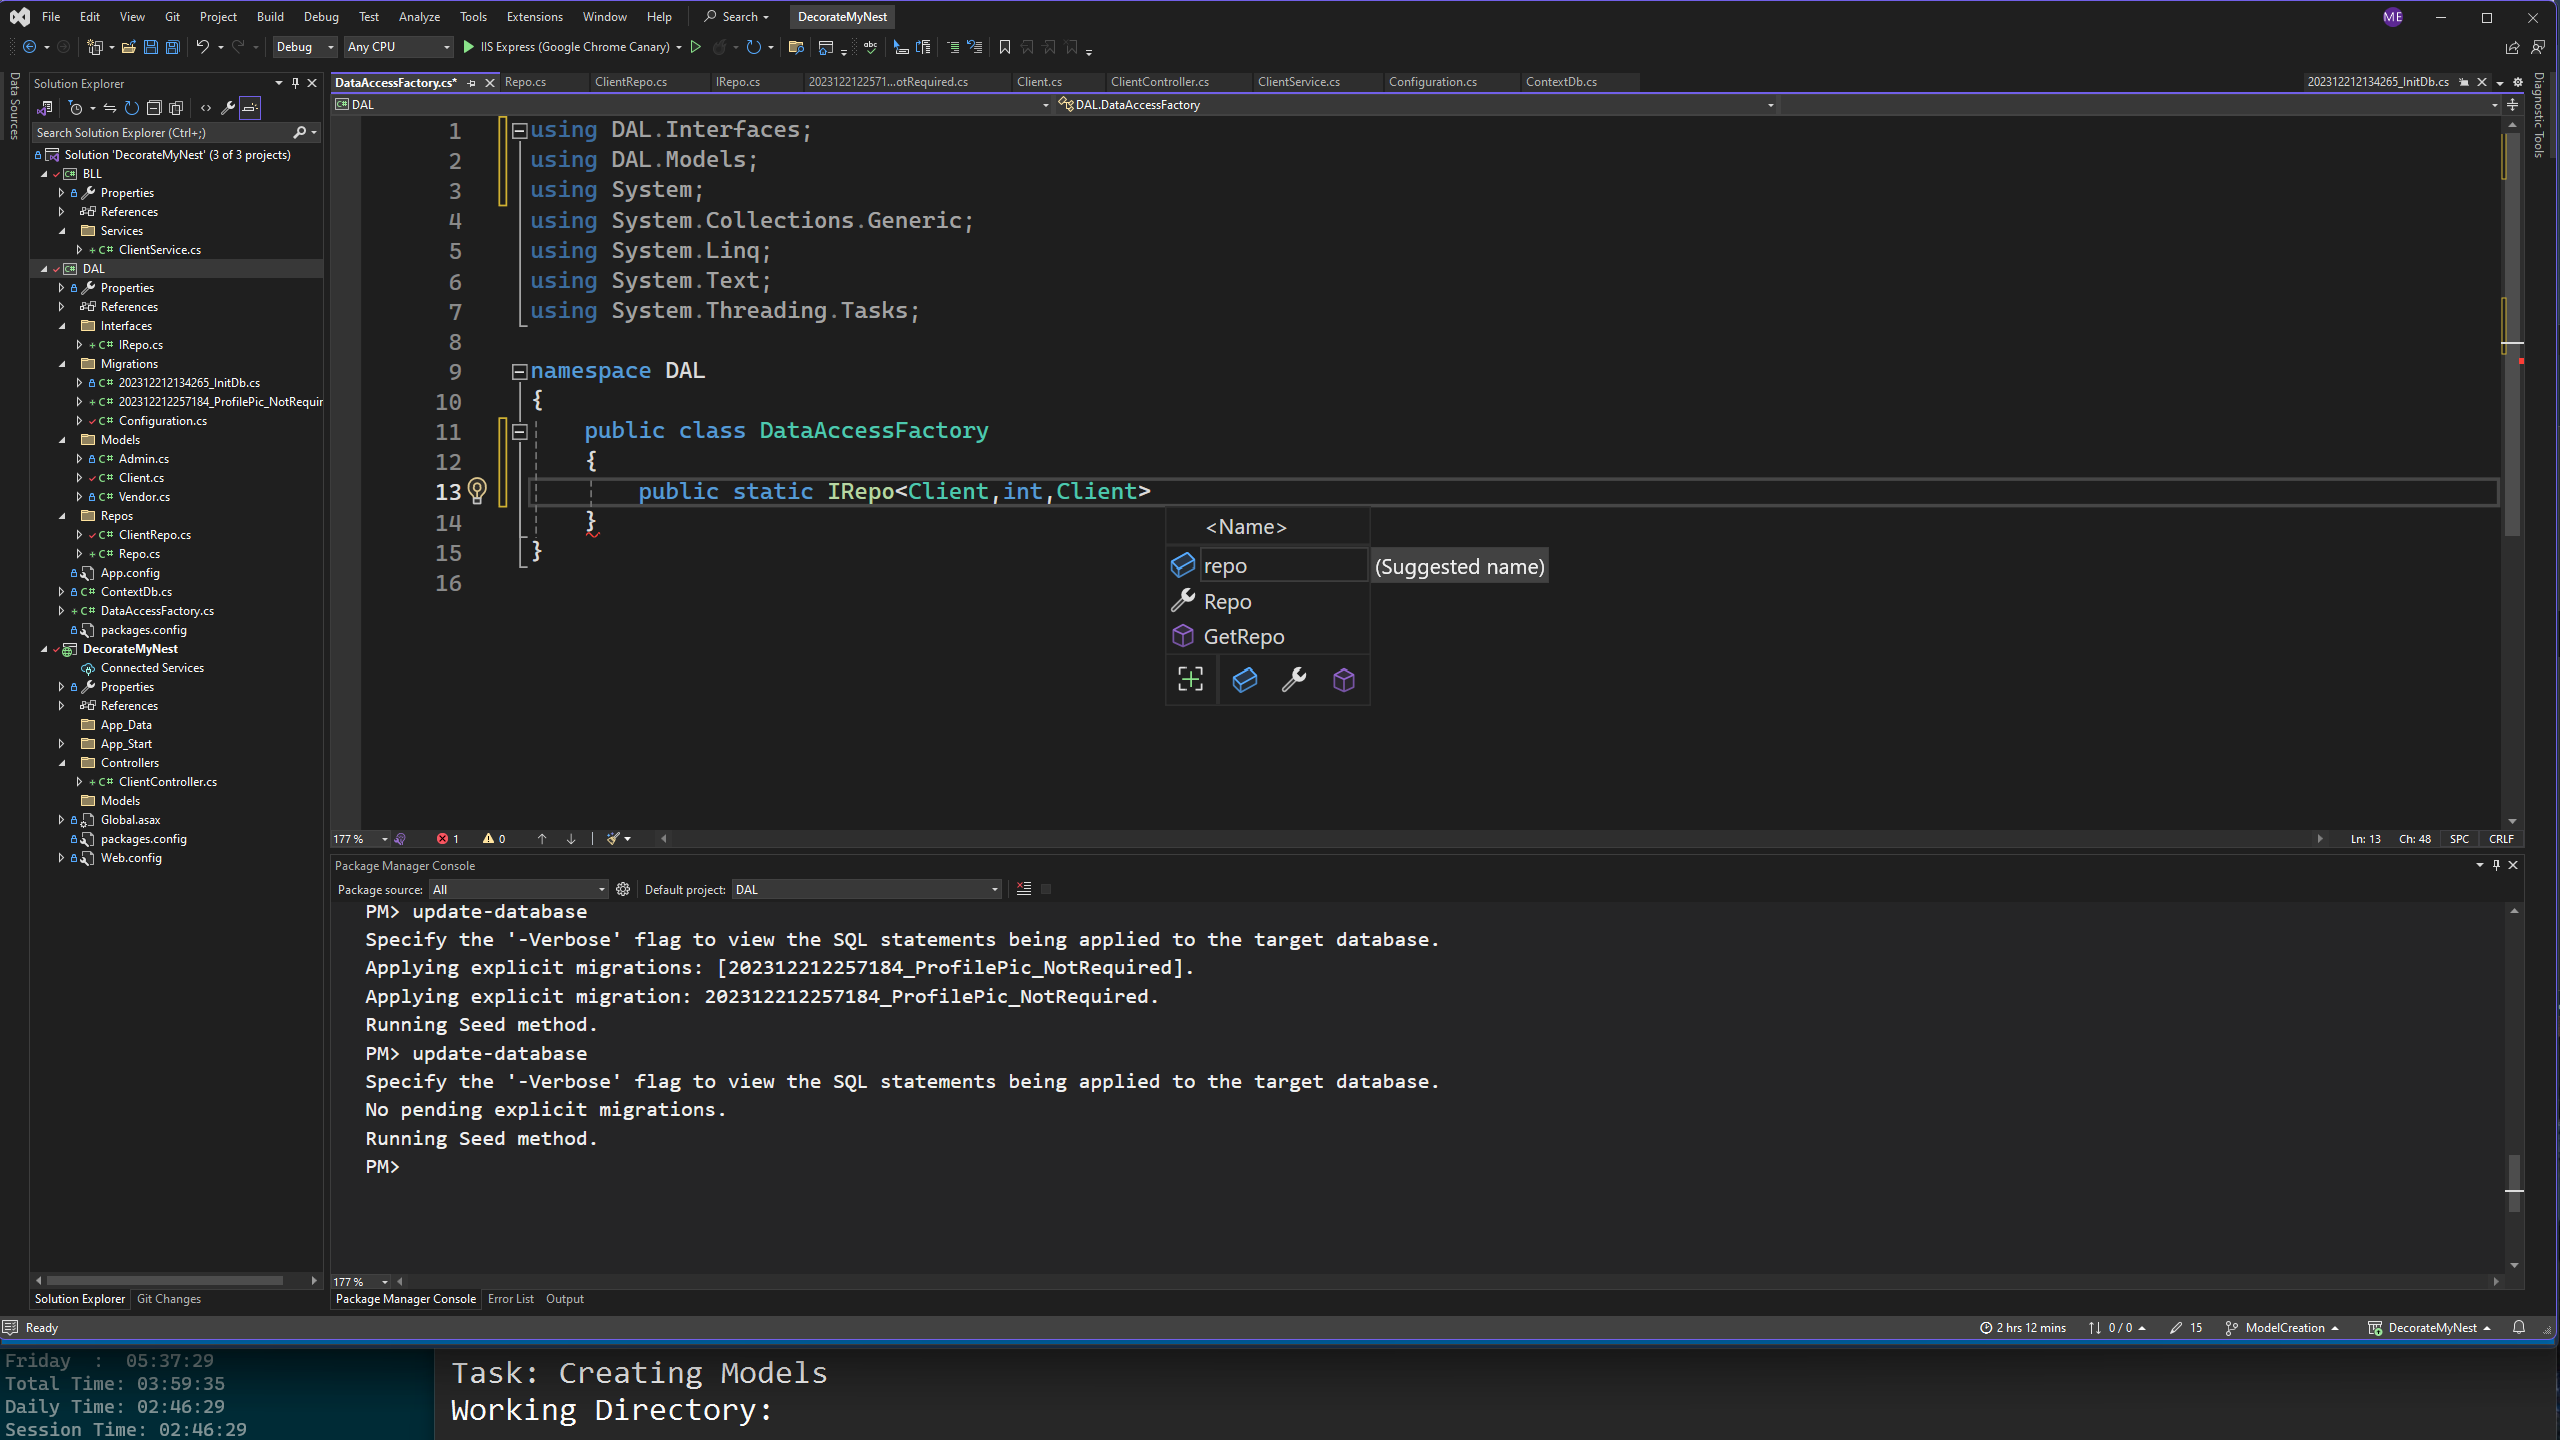 File Edit View Git Project Build Debug Test Analyze Tools Extensions Window Help Search DecorateMyNest ME
Debug Any CPU IIS Express (Google Chrome Canary)
Data Sources
Solution Explorer
Search Solution Explorer (Ctrl+;)
Solution 'DecorateMyNest' (3 of 3 projects)
BLL
Properties
References
Services
C# ClientService.cs
DAL
Properties
References
Interfaces
C# IRepo.cs
Migrations
C# 202312212134265_InitDb.cs
C# 202312212257184_ProfilePic_NotRequir
C# Configuration.cs
Models
C# Admin.cs
C# Client.cs
C# Vendor.cs
Repos
C# ClientRepo.cs
C# Repo.cs
App.config
C# ContextDb.cs
C# DataAccessFactory.cs
packages.config
DecorateMyNest
Connected Services
Properties
References
App_Data
App_Start
Controllers
C# ClientController.cs
Models
Global.asax
packages.config
Web.config
Solution Explorer Git Changes
DataAccessFactory.cs* Repo.cs ClientRepo.cs IRepo.cs 2023122122571...otRequired.cs Client.cs ClientController.cs ClientService.cs Configuration.cs ContextDb.cs 202312212134265_InitDb.cs
DAL DAL.DataAccessFactory
Diagnostic Tools
1 using DAL.Interfaces;
2 using DAL.Models;
3 using System;
4 using System.Collections.Generic;
5 using System.Linq;
6 using System.Text;
7 using System.Threading.Tasks;
8
9 namespace DAL
10 {
11 public class DataAccessFactory
12 {
13 public static IRepo<Client,int,Client>
14 }
15 }
16
<Name>
repo (Suggested name)
Repo
GetRepo
177 % 1 0 Ln: 13 Ch: 48 SPC CRLF
Package Manager Console
Package source: All Default project: DAL
PM> update-database
Specify the '-Verbose' flag to view the SQL statements being applied to the target database.
Applying explicit migrations: [202312212257184_ProfilePic_NotRequired].
Applying explicit migration: 202312212257184_ProfilePic_NotRequired.
Running Seed method.
PM> update-database
Specify the '-Verbose' flag to view the SQL statements being applied to the target database.
No pending explicit migrations.
Running Seed method.
PM>
177 %
Package Manager Console Error List Output
Ready 2 hrs 12 mins 0 / 0 15 ModelCreation DecorateMyNest
Friday : 05:37:29
Total Time: 03:59:35
Daily Time: 02:46:29
Session Time: 02:46:29
Task: Creating Models
Working Directory: